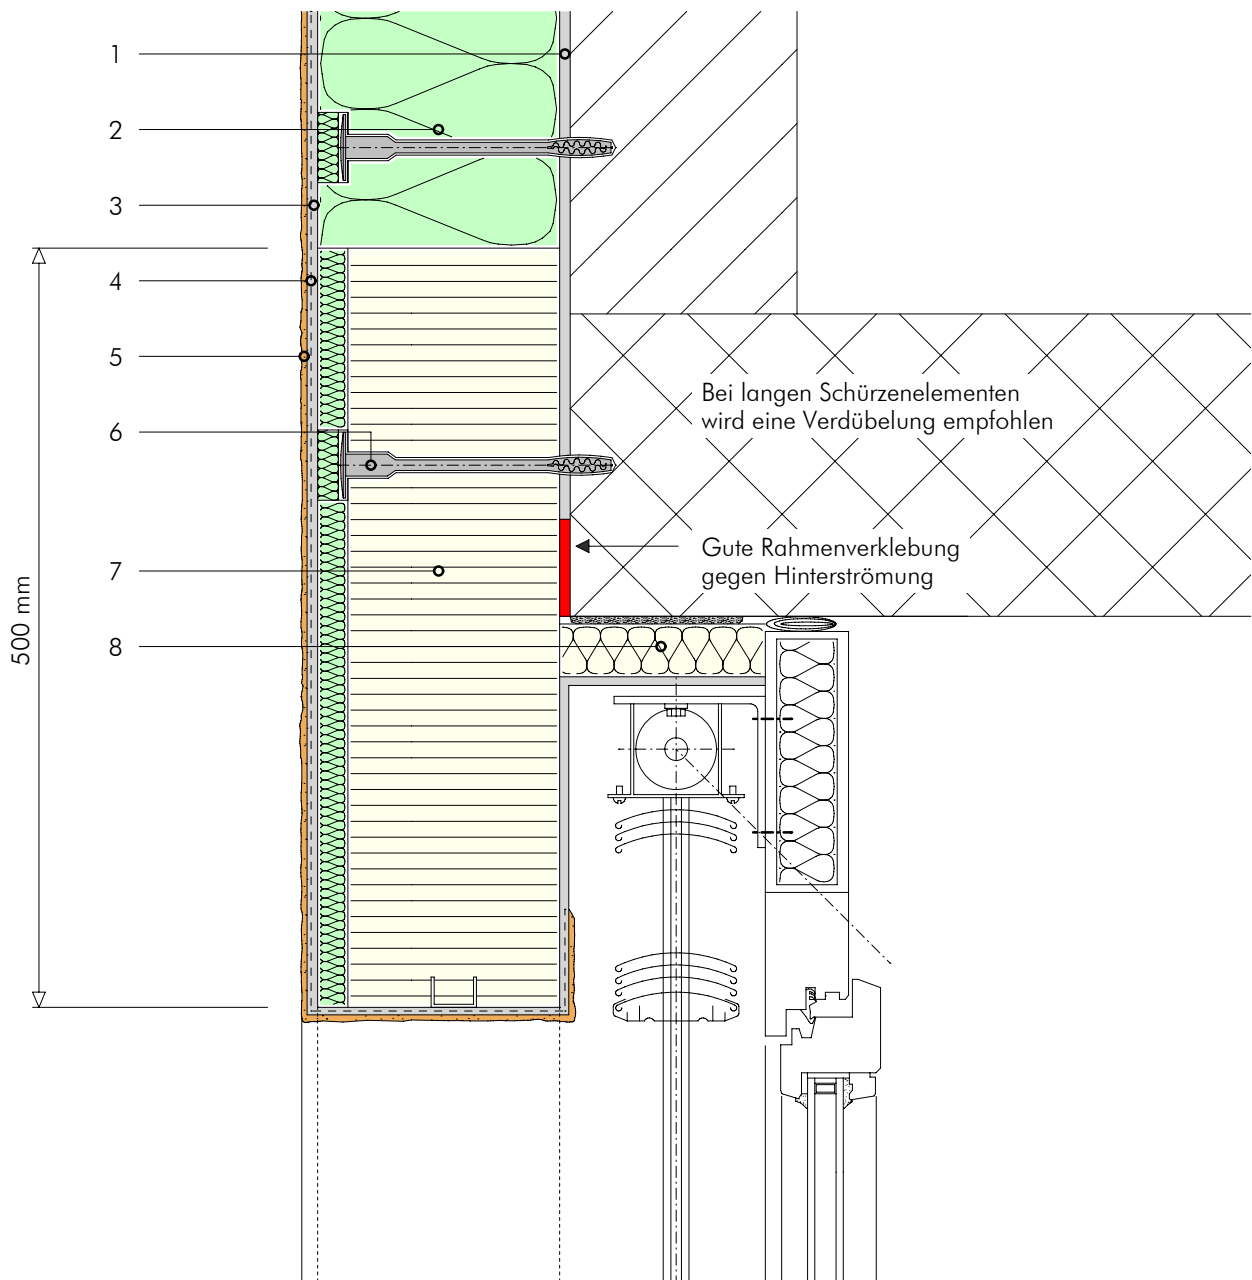 1
2
3
4
5
6
7
8
500 mm
Bei langen Schürzenelementen
wird eine Verdübelung empfohlen
Gute Rahmenverklebung
gegen Hinterströmung